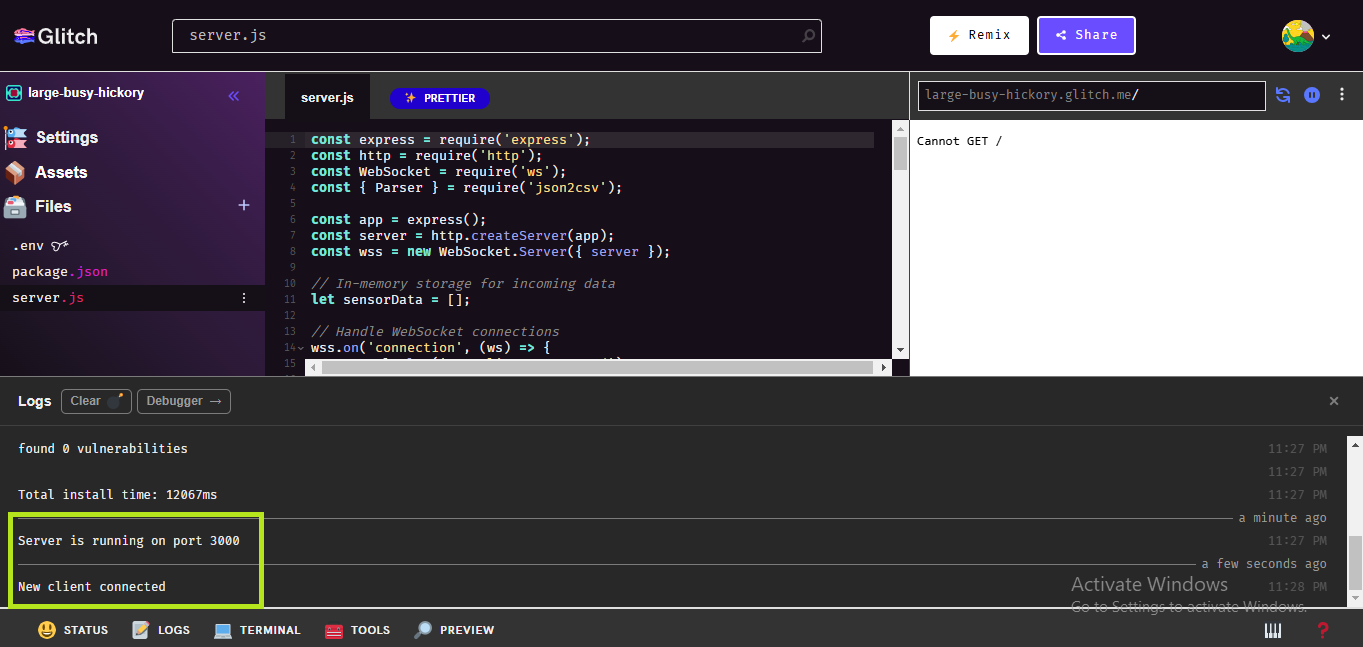 Glitch
server.js
Remix
Share
large-busy-hickory
Settings
Assets
Files
.env
package.json
server.js
server.js
PRETTIER
1 const express = require('express');
2 const http = require('http');
3 const WebSocket = require('ws');
4 const { Parser } = require('json2csv');
5
6 const app = express();
7 const server = http.createServer(app);
8 const wss = new WebSocket.Server({ server });
9
10 // In-memory storage for incoming data
11 let sensorData = [];
12
13 // Handle WebSocket connections
14 wss.on('connection', (ws) => {
15
large-busy-hickory.glitch.me/
Cannot GET /
Logs
Clear
Debugger →
found 0 vulnerabilities 11:27 PM
11:27 PM
Total install time: 12067ms 11:27 PM
a minute ago
Server is running on port 3000 11:27 PM
a few seconds ago
New client connected 11:28 PM
Activate Windows
Go to Settings to activate Windows.
STATUS
LOGS
TERMINAL
TOOLS
PREVIEW